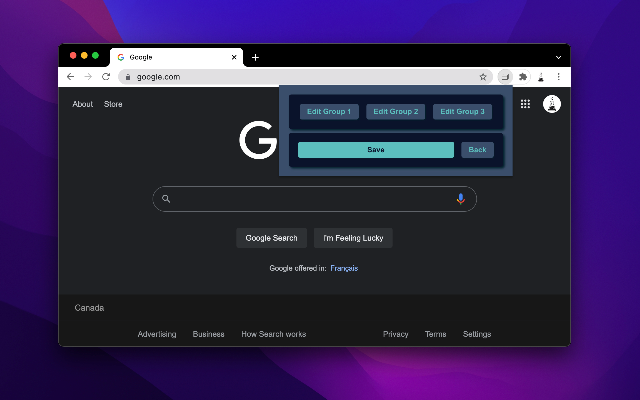 Google
google.com
About Store
Edit Group 1 Edit Group 2 Edit Group 3
Save Back
G
Google Search I'm Feeling Lucky
Google offered in: Français
Canada
Advertising Business How Search works Privacy Terms Settings